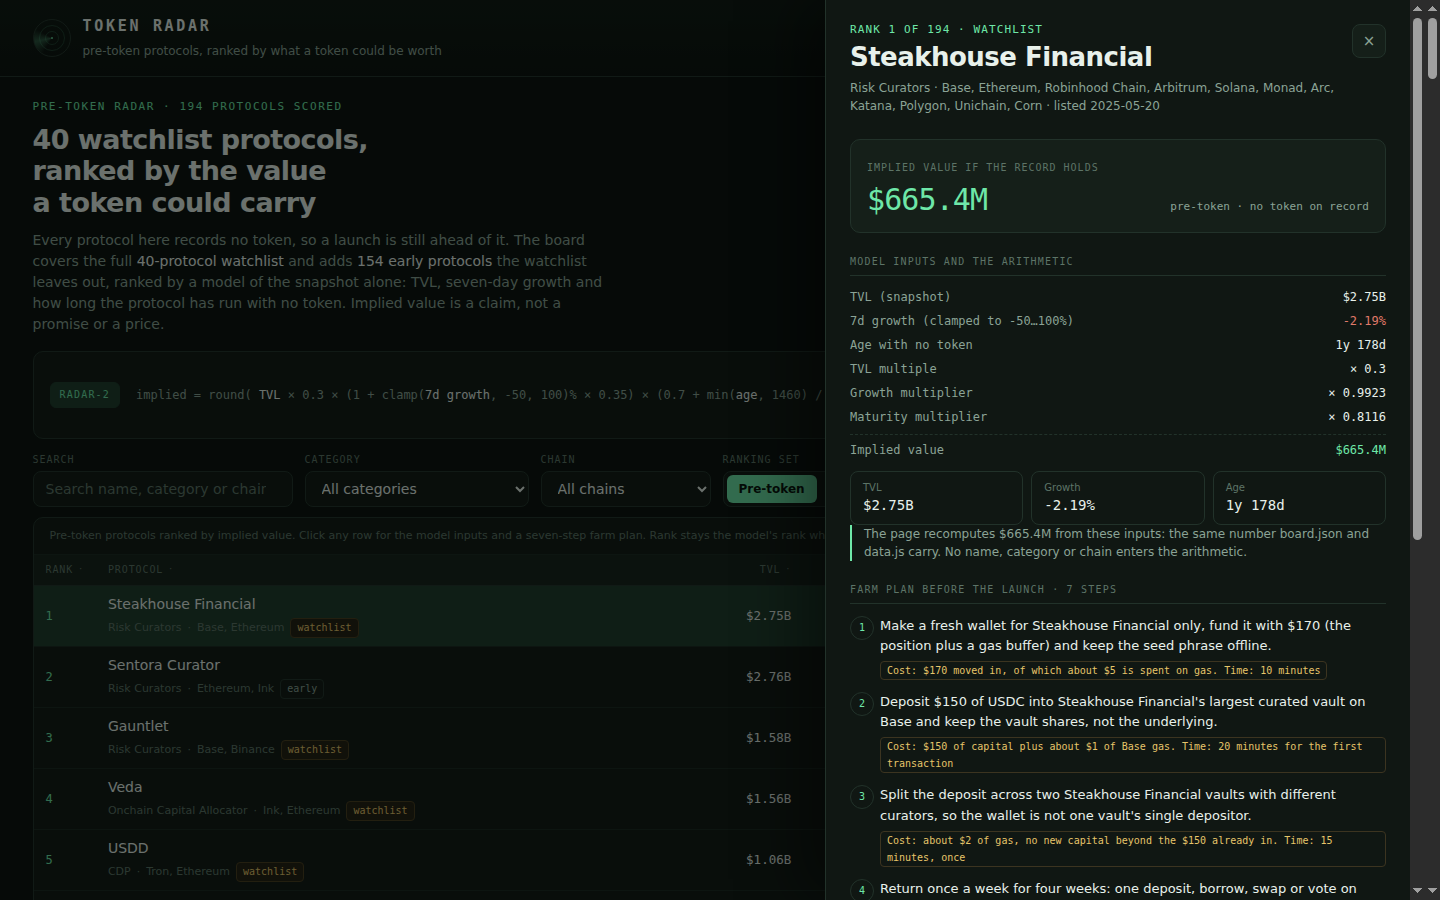 TOKEN RADAR
pre-token protocols, ranked by what a token could be worth
PRE-TOKEN RADAR · 194 PROTOCOLS SCORED
40 watchlist protocols,
ranked by the value
a token could carry
Every protocol here records no token, so a launch is still ahead of it. The board
covers the full 40-protocol watchlist and adds 154 early protocols the watchlist
leaves out, ranked by a model of the snapshot alone: TVL, seven-day growth and
how long the protocol has run with no token. Implied value is a claim, not a
promise or a price.
RADAR-2 implied = round( TVL × 0.3 × (1 + clamp(7d growth, -50, 100)% × 0.35) × (0.7 + min(age, 1460) /
SEARCH CATEGORY CHAIN RANKING SET
Search name, category or chain All categories All chains Pre-token
Pre-token protocols ranked by implied value. Click any row for the model inputs and a seven-step farm plan. Rank stays the model's rank wh
RANK · PROTOCOL · TVL ·
1 Steakhouse Financial $2.75B
Risk Curators · Base, Ethereum watchlist
2 Sentora Curator $2.76B
Risk Curators · Ethereum, Ink early
3 Gauntlet $1.58B
Risk Curators · Base, Binance watchlist
4 Veda $1.56B
Onchain Capital Allocator · Ink, Ethereum watchlist
5 USDD $1.06B
CDP · Tron, Ethereum watchlist
RANK 1 OF 194 · WATCHLIST
Steakhouse Financial
×
Risk Curators · Base, Ethereum, Robinhood Chain, Arbitrum, Solana, Monad, Arc,
Katana, Polygon, Unichain, Corn · listed 2025-05-20
IMPLIED VALUE IF THE RECORD HOLDS
$665.4M pre-token · no token on record
MODEL INPUTS AND THE ARITHMETIC
TVL (snapshot) $2.75B
7d growth (clamped to -50…100%) -2.19%
Age with no token 1y 178d
TVL multiple × 0.3
Growth multiplier × 0.9923
Maturity multiplier × 0.8116
Implied value $665.4M
TVL Growth Age
$2.75B -2.19% 1y 178d
The page recomputes $665.4M from these inputs: the same number board.json and
data.js carry. No name, category or chain enters the arithmetic.
FARM PLAN BEFORE THE LAUNCH · 7 STEPS
1 Make a fresh wallet for Steakhouse Financial only, fund it with $170 (the
position plus a gas buffer) and keep the seed phrase offline.
Cost: $170 moved in, of which about $5 is spent on gas. Time: 10 minutes
2 Deposit $150 of USDC into Steakhouse Financial's largest curated vault on
Base and keep the vault shares, not the underlying.
Cost: $150 of capital plus about $1 of Base gas. Time: 20 minutes for the first
transaction
3 Split the deposit across two Steakhouse Financial vaults with different
curators, so the wallet is not one vault's single depositor.
Cost: about $2 of gas, no new capital beyond the $150 already in. Time: 15
minutes, once
4 Return once a week for four weeks: one deposit, borrow, swap or vote on